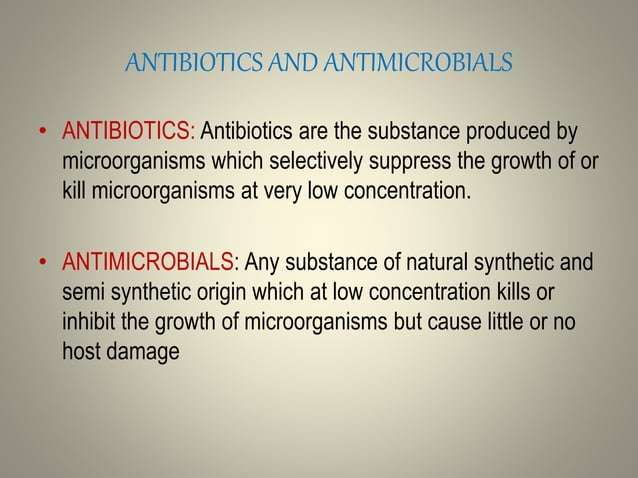 ANTIBIOTICS AND ANTIMICROBIALS
• ANTIBIOTICS: Antibiotics are the substance produced by
microorganisms which selectively suppress the growth of or
kill microorganisms at very low concentration.
• ANTIMICROBIALS: Any substance of natural synthetic and
semi synthetic origin which at low concentration kills or
inhibit the growth of microorganisms but cause little or no
host damage